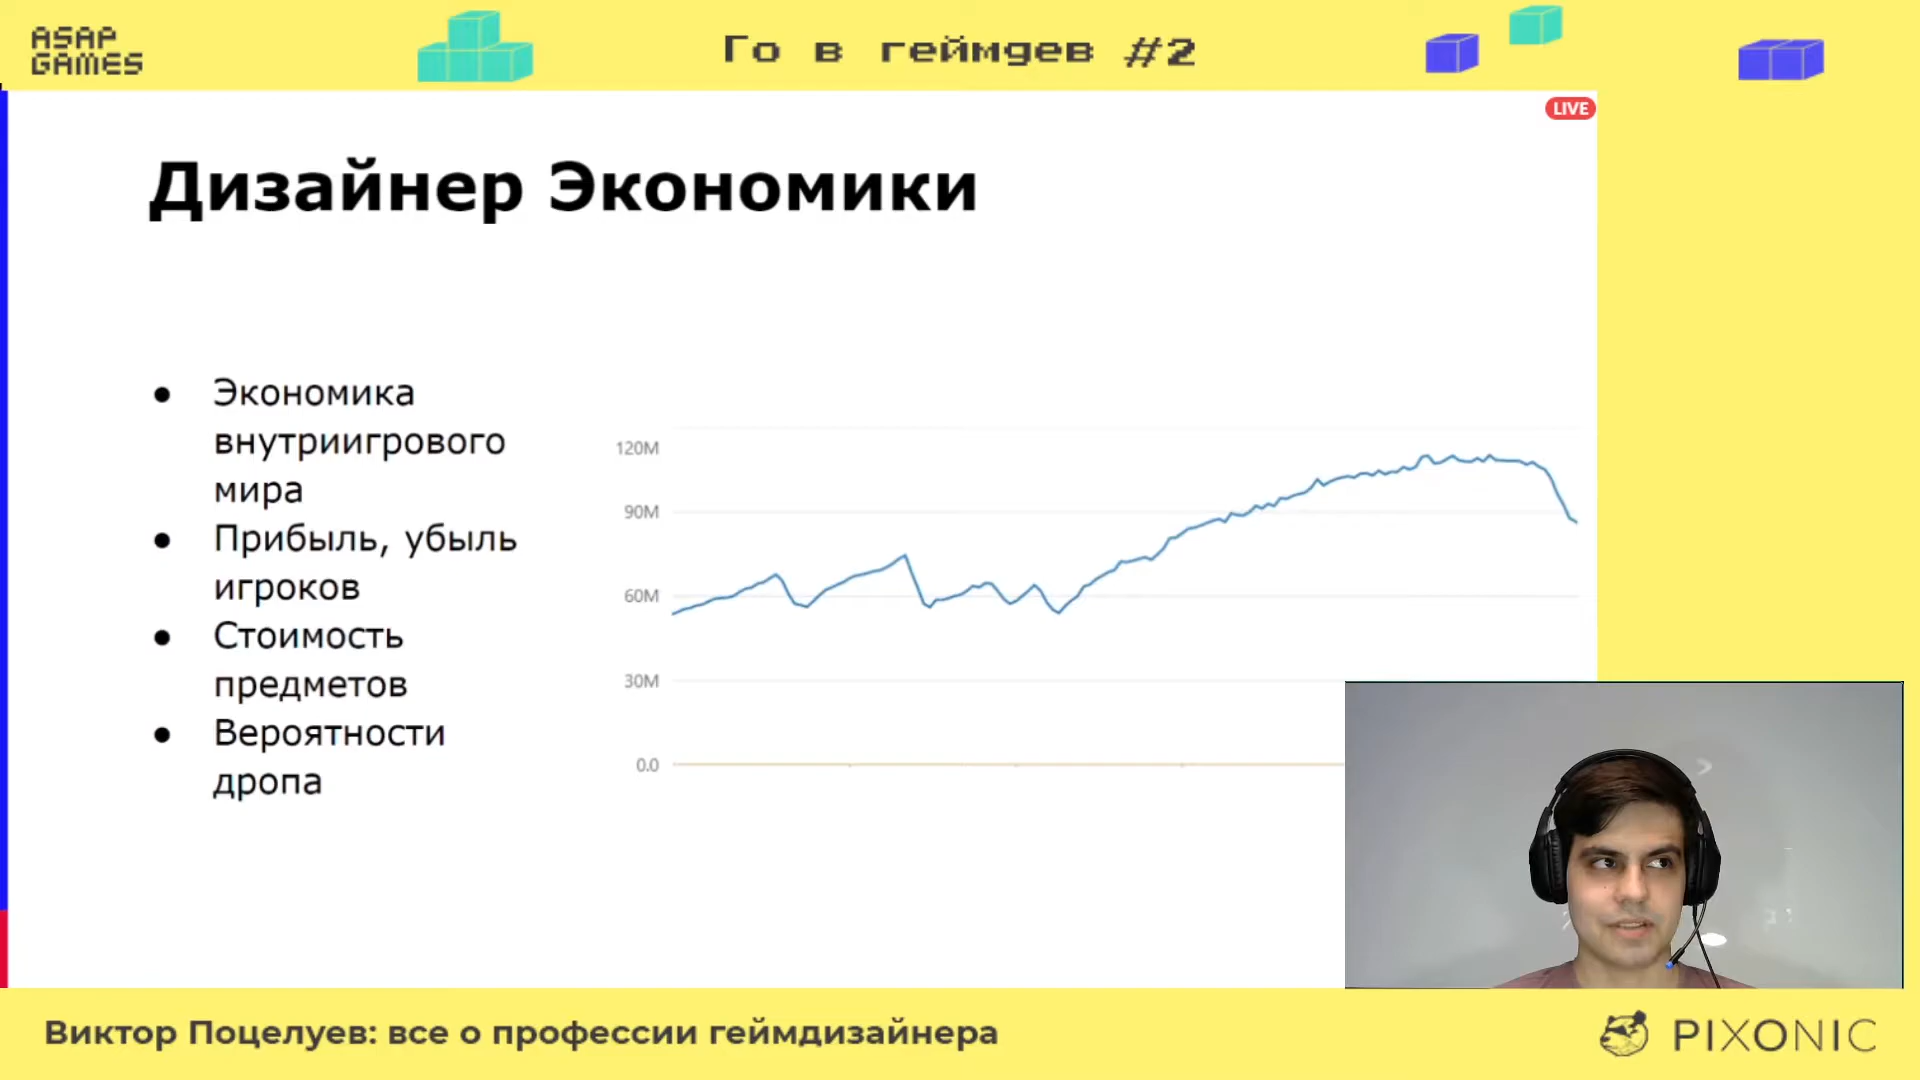 ASAP
GAMES
Го в геймдев #2
LIVE
Дизайнер Экономики
● Экономика
внутриигрового
мира
● Прибыль, убыль
игроков
● Стоимость
предметов
● Вероятности
дропа
120M
90M
60M
30M
0.0
Виктор Поцелуев: все о профессии геймдизайнера
PIXONIC